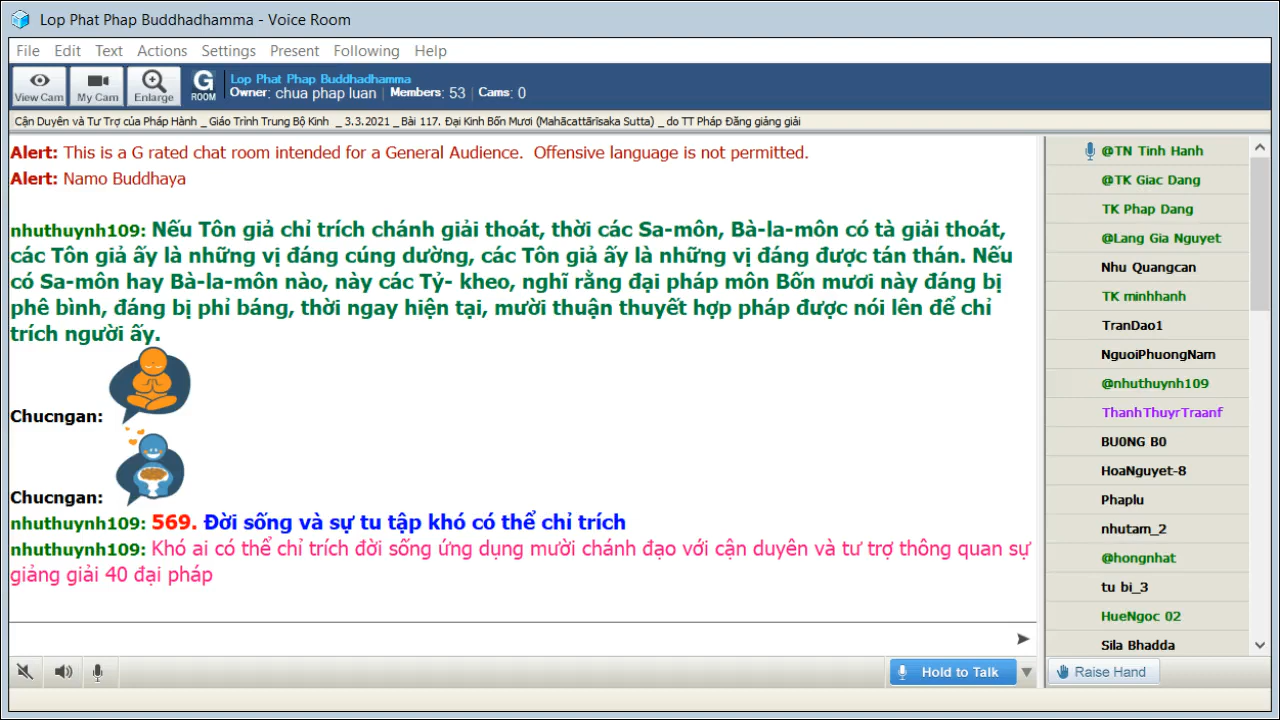 Lop Phat Phap Buddhadhamma - Voice Room
File Edit Text Actions Settings Present Following Help
View Cam My Cam Enlarge G ROOM
Lop Phat Phap Buddhadhamma
Owner: chua phap luan | Members: 53 | Cams: 0
Cận Duyên và Tư Trợ của Pháp Hành _ Giáo Trình Trung Bộ Kinh _ 3.3.2021 _ Bài 117. Đại Kinh Bốn Mươi (Mahācattārīsaka Sutta) _ do TT Pháp Đăng giảng giải
Alert: This is a G rated chat room intended for a General Audience. Offensive language is not permitted.
Alert: Namo Buddhaya
nhuthuynh109: Nếu Tôn giả chỉ trích chánh giải thoát, thời các Sa-môn, Bà-la-môn có tà giải thoát,
các Tôn giả ấy là những vị đáng cúng dường, các Tôn giả ấy là những vị đáng được tán thán. Nếu
có Sa-môn hay Bà-la-môn nào, này các Tỷ- kheo, nghĩ rằng đại pháp môn Bốn mươi này đáng bị
phê bình, đáng bị phỉ báng, thời ngay hiện tại, mười thuận thuyết hợp pháp được nói lên để chỉ
trích người ấy.
Chucngan:
Chucngan:
nhuthuynh109: 569. Đời sống và sự tu tập khó có thể chỉ trích
nhuthuynh109: Khó ai có thể chỉ trích đời sống ứng dụng mười chánh đạo với cận duyên và tư trợ thông quan sự
giảng giải 40 đại pháp
@TN Tinh Hanh
@TK Giac Dang
TK Phap Dang
@Lang Gia Nguyet
Nhu Quangcan
TK minhhanh
TranDao1
NguoiPhuongNam
@nhuthuynh109
ThanhThuyrTraanf
BU0NG B0
HoaNguyet-8
Phaplu
nhutam_2
@hongnhat
tu bi_3
HueNgoc 02
Sila Bhadda
Hold to Talk
Raise Hand